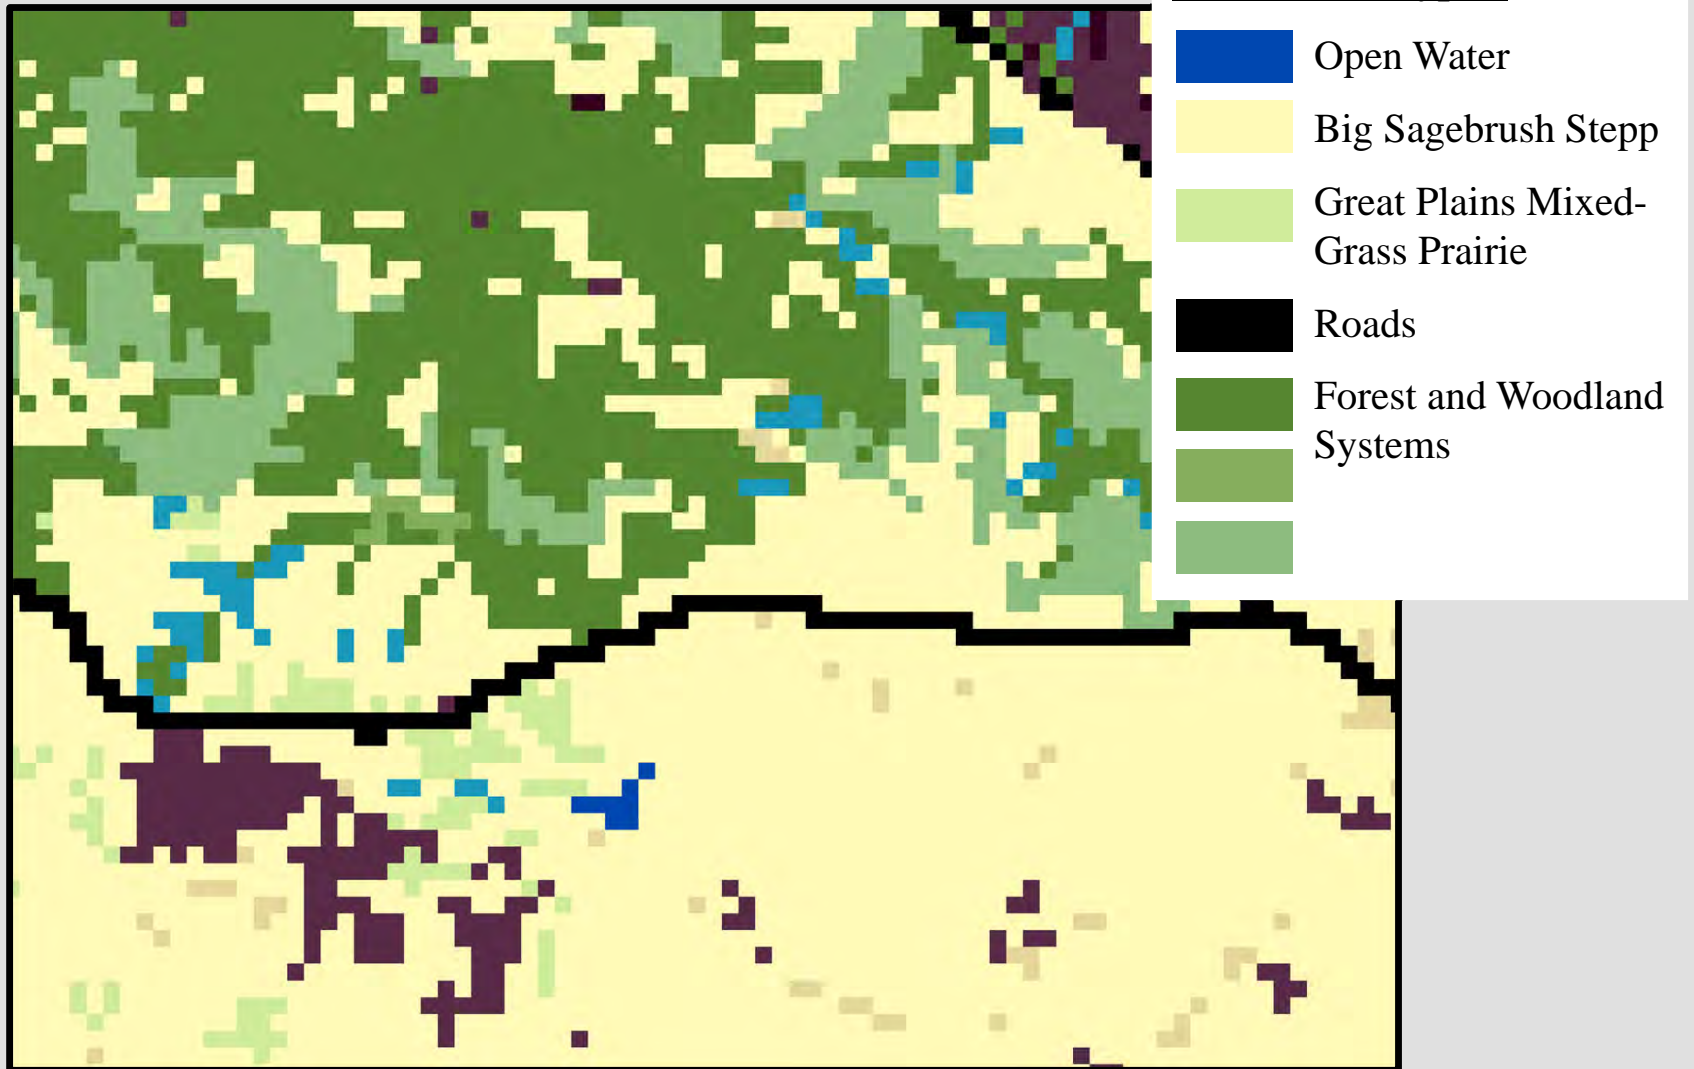 Open Water
Big Sagebrush Stepp
Great Plains Mixed-
Grass Prairie
Roads
Forest and Woodland
Systems